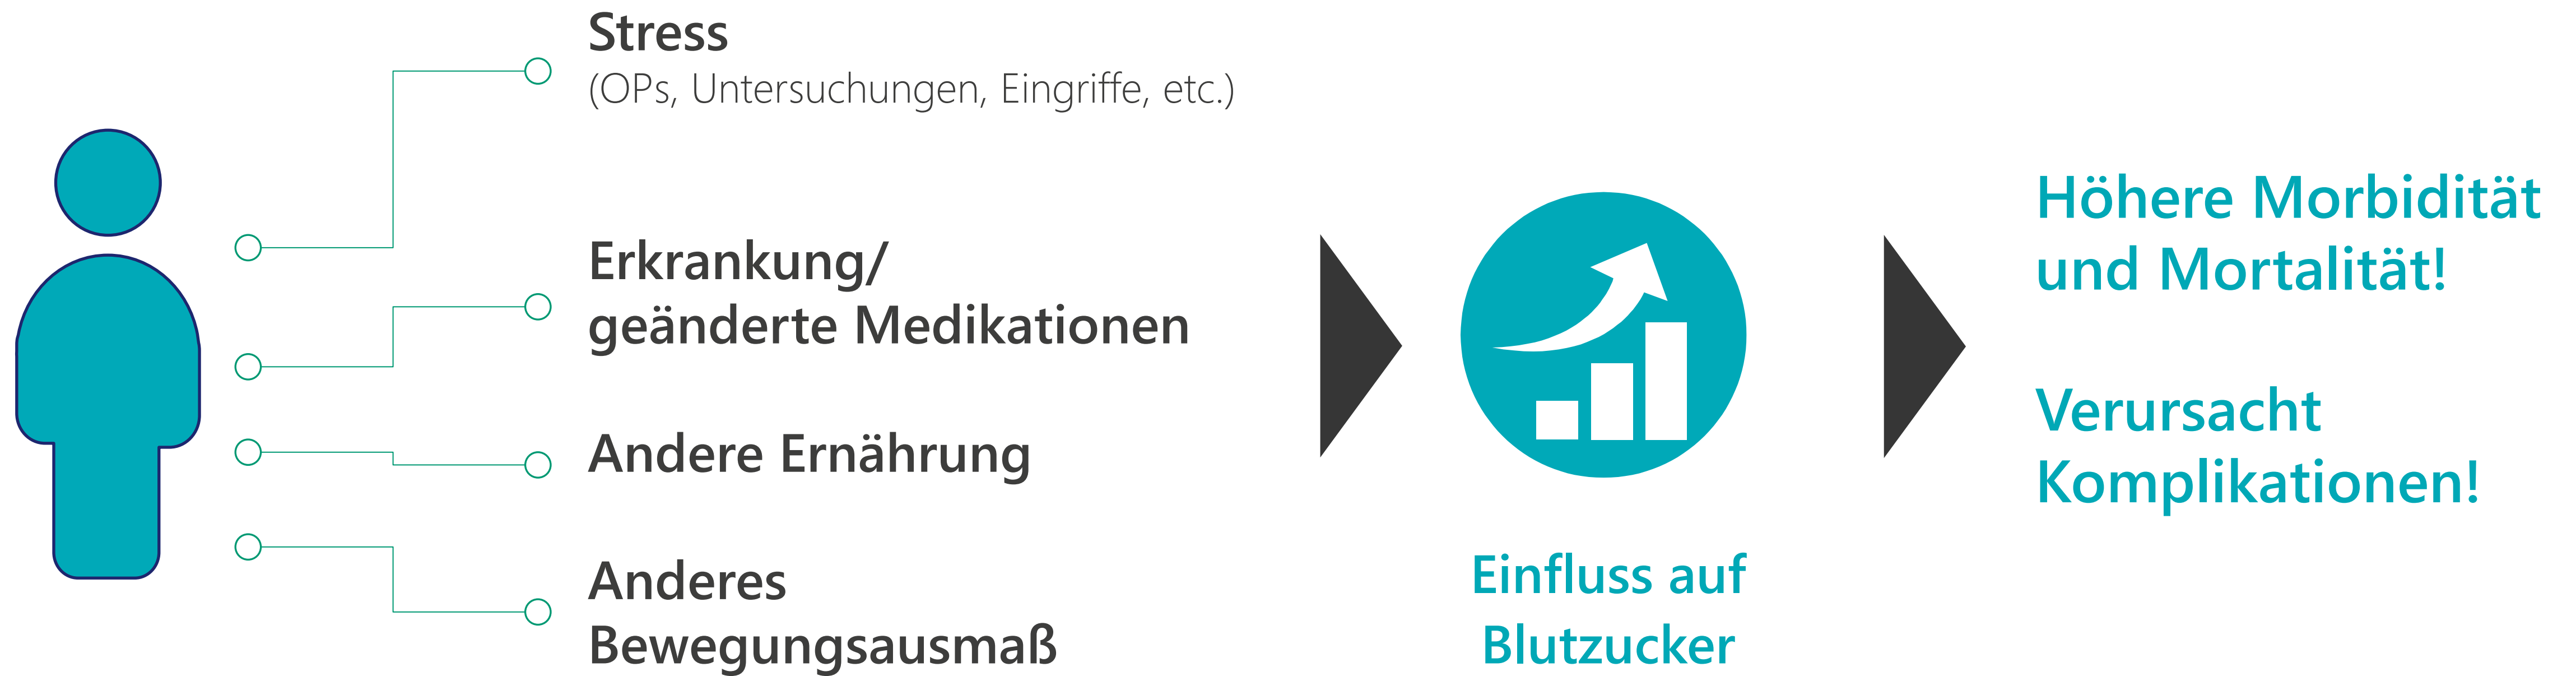 Stress
(OPs, Untersuchungen, Eingriffe, etc.)
Erkrankung/
geänderte Medikationen
Andere Ernährung
Anderes
Bewegungsausmaß
Einfluss auf
Blutzucker
Höhere Morbidität
und Mortalität!
Verursacht
Komplikationen!